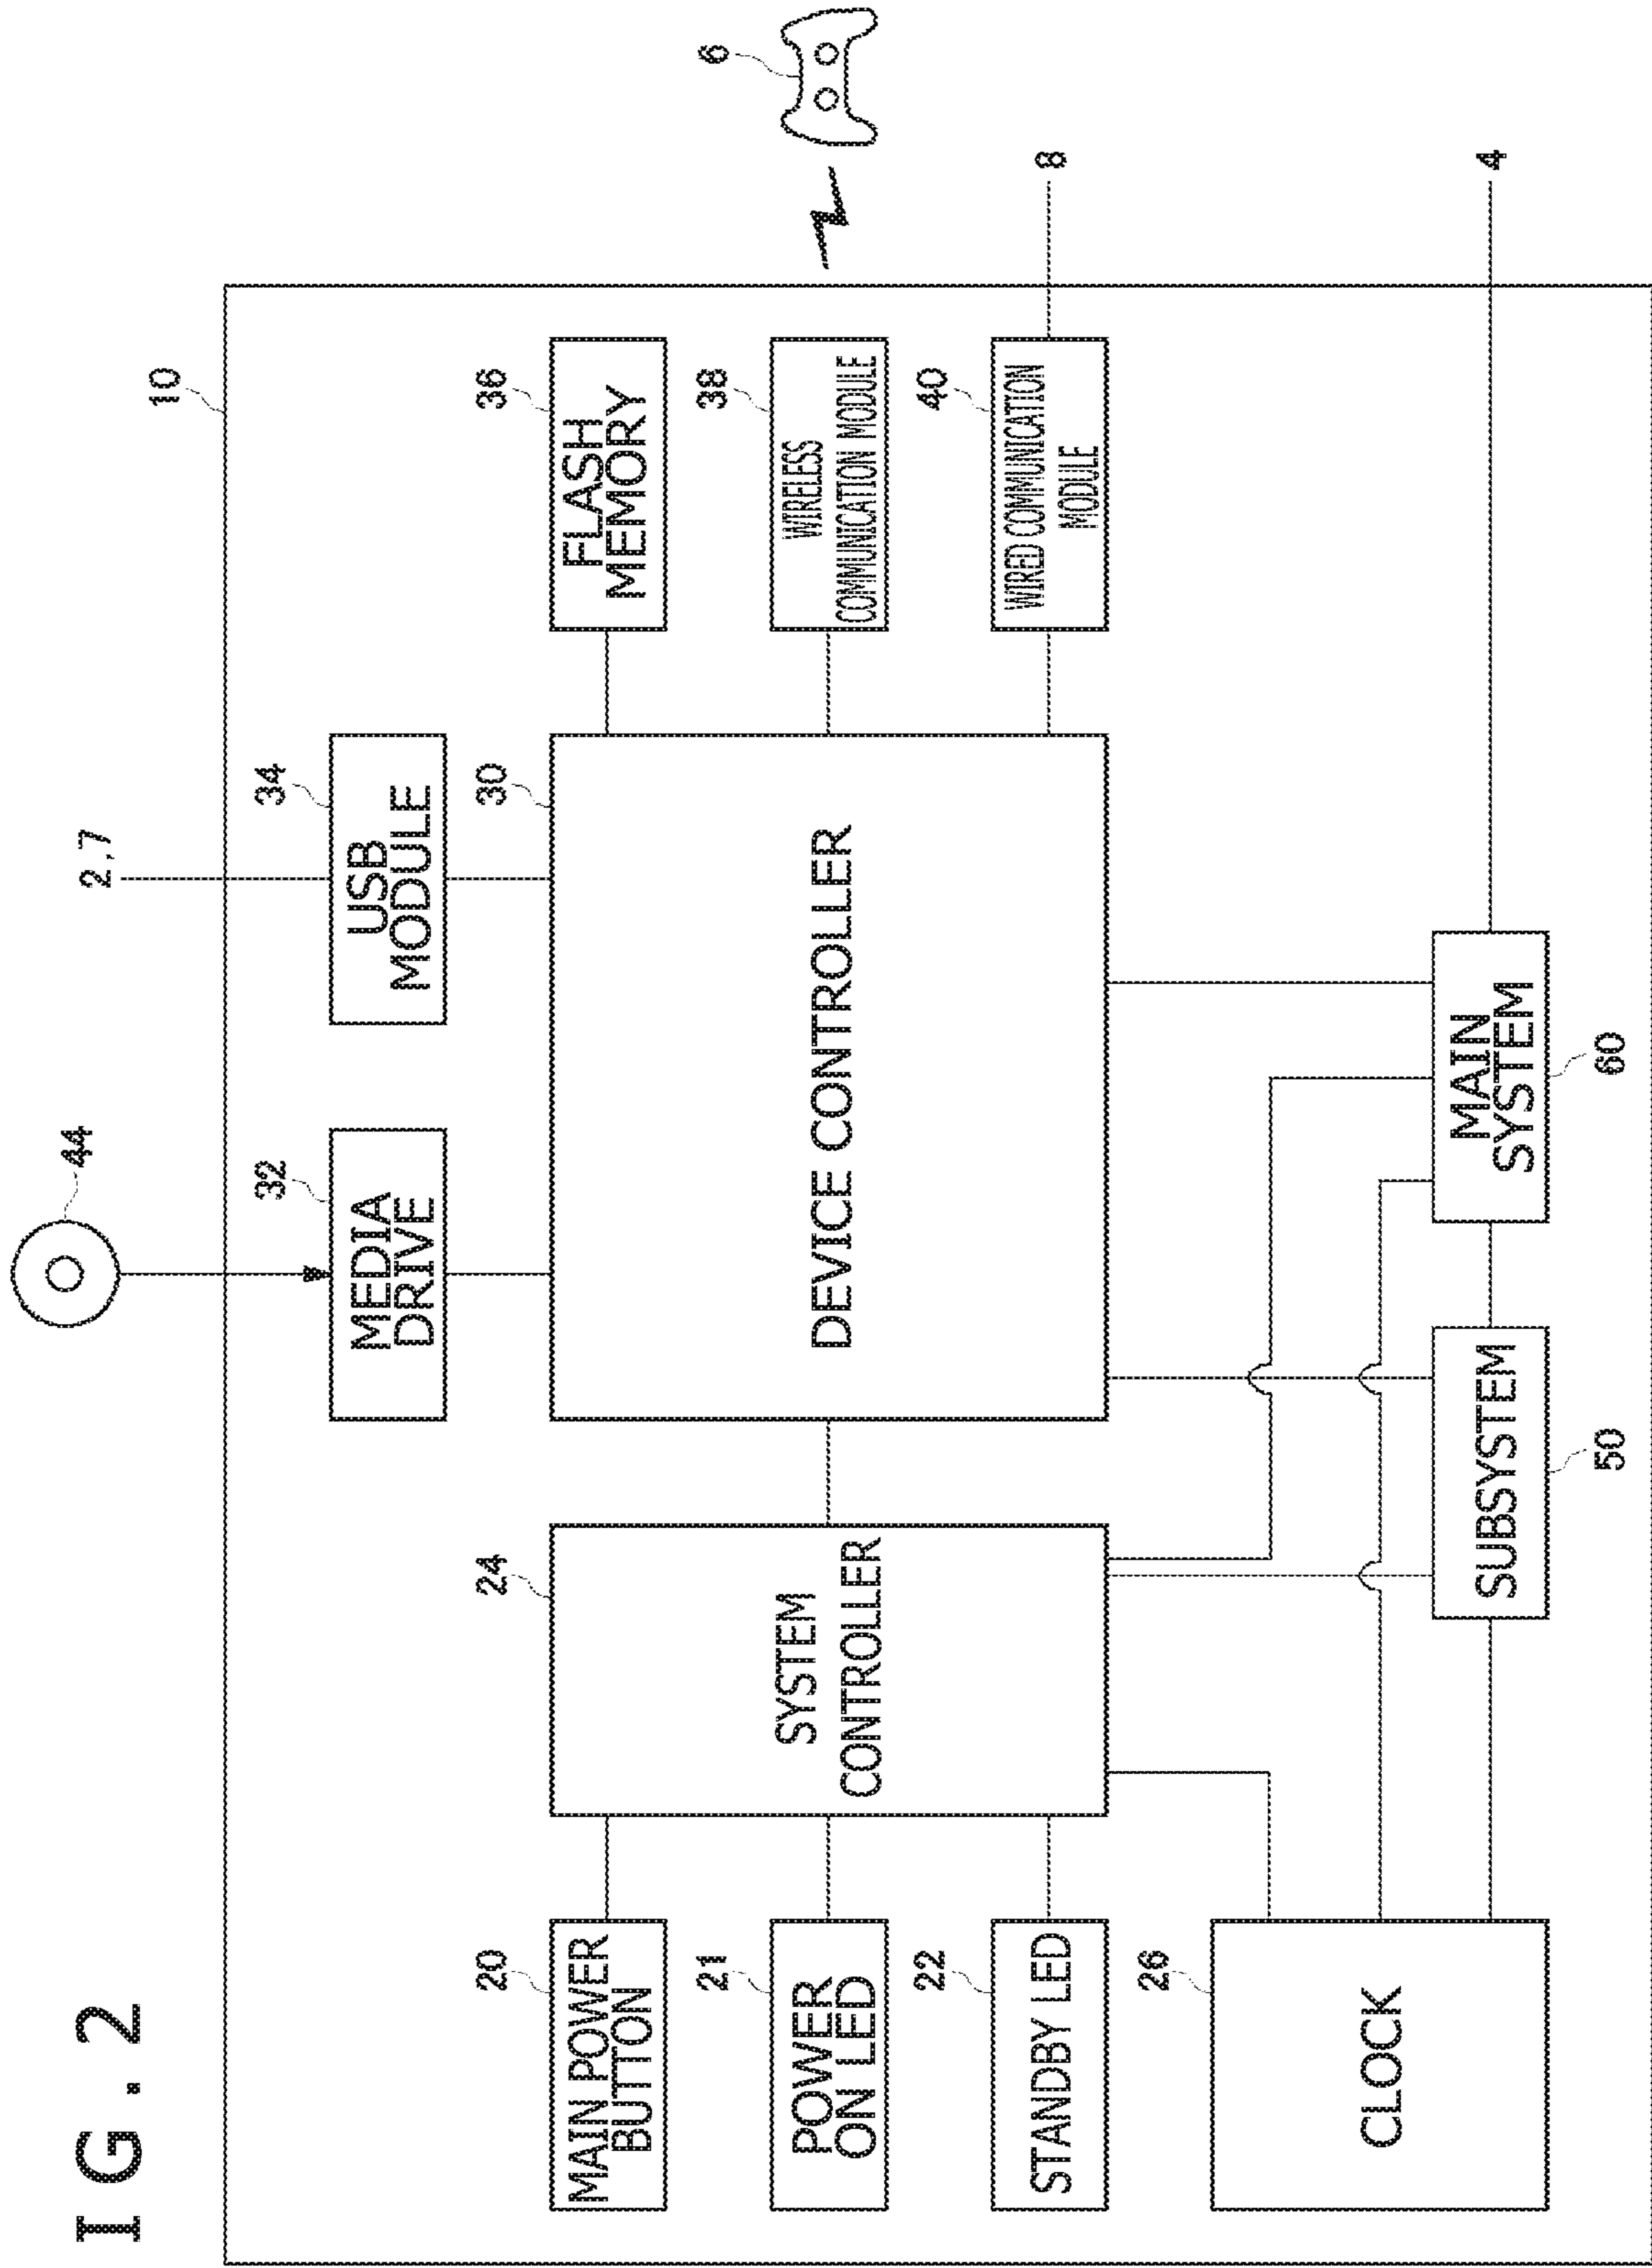 I G . 2
44
2,7
10
32
34
MEDIA
DRIVE
USB
MODULE
20
MAIN POWER
BUTTON
24
SYSTEM
CONTROLLER
30
DEVICE CONTROLLER
36
FLASH
MEMORY
21
POWER
ON LED
38
WIRELESS
COMMUNICATION MODULE
6
22
STANDBY LED
40
WIRED COMMUNICATION
MODULE
8
26
CLOCK
SUBSYSTEM
50
MAIN
SYSTEM
60
4